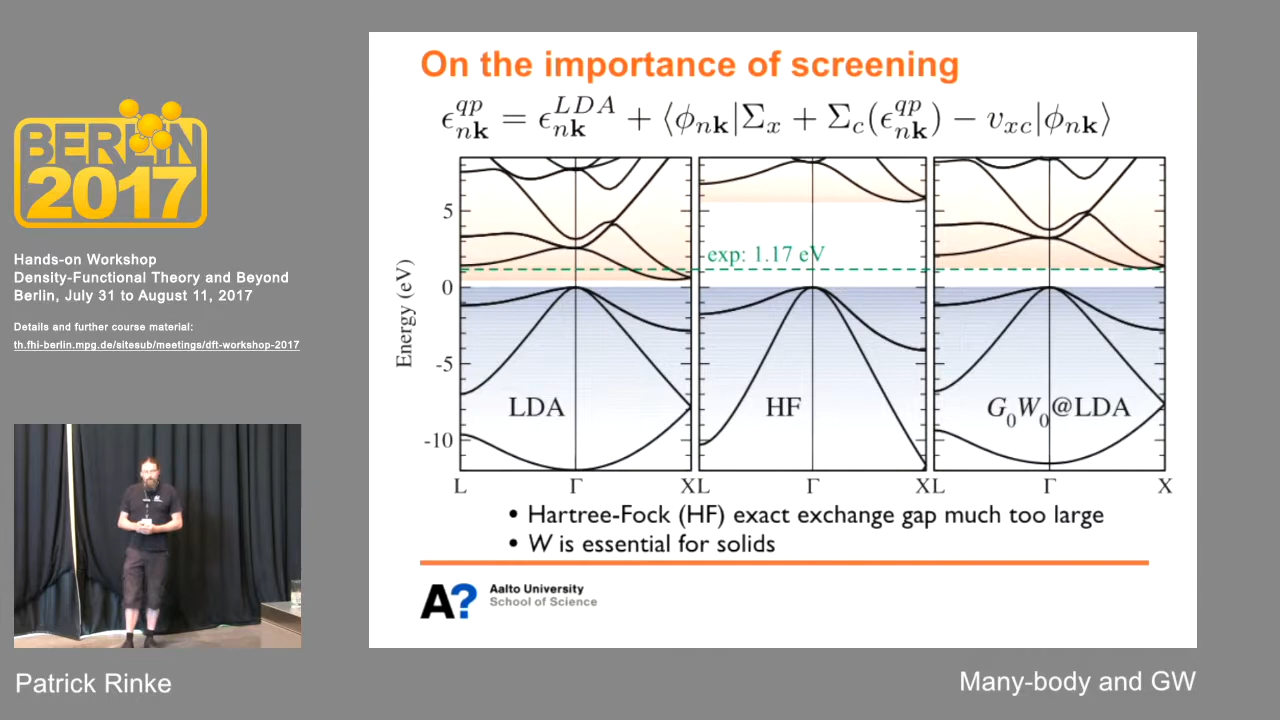 BERLIN
2017
Hands-on Workshop
Density-Functional Theory and Beyond
Berlin, July 31 to August 11, 2017
Details and further course material:
th.fhi-berlin.mpg.de/sitesub/meetings/dft-workshop-2017
Patrick Rinke
On the importance of screening
ϵ^{qp}_{n𝐤} = ϵ^{LDA}_{n𝐤} + ⟨ϕ_{n𝐤}|Σ_x + Σ_c(ϵ^{qp}_{n𝐤}) − v_{xc}|ϕ_{n𝐤}⟩
Energy (eV)
5
0
-5
-10
exp: 1.17 eV
LDA
HF
G₀W₀@LDA
L Γ X L Γ X L Γ X
• Hartree-Fock (HF) exact exchange gap much too large
• W is essential for solids
A?
Aalto University
School of Science
Many-body and GW